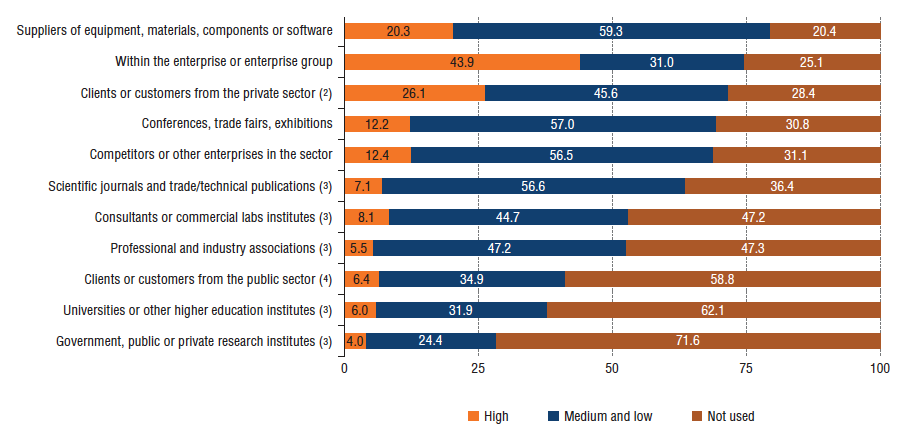 Suppliers of equipment, materials, components or software 20.3 59.3 20.4
Within the enterprise or enterprise group 43.9 31.0 25.1
Clients or customers from the private sector (²) 26.1 45.6 28.4
Conferences, trade fairs, exhibitions 12.2 57.0 30.8
Competitors or other enterprises in the sector 12.4 56.5 31.1
Scientific journals and trade/technical publications (³) 7.1 56.6 36.4
Consultants or commercial labs institutes (³) 8.1 44.7 47.2
Professional and industry associations (³) 5.5 47.2 47.3
Clients or customers from the public sector (⁴) 6.4 34.9 58.8
Universities or other higher education institutes (³) 6.0 31.9 62.1
Government, public or private research institutes (³) 4.0 24.4 71.6
0 25 50 75 100
High Medium and low Not used